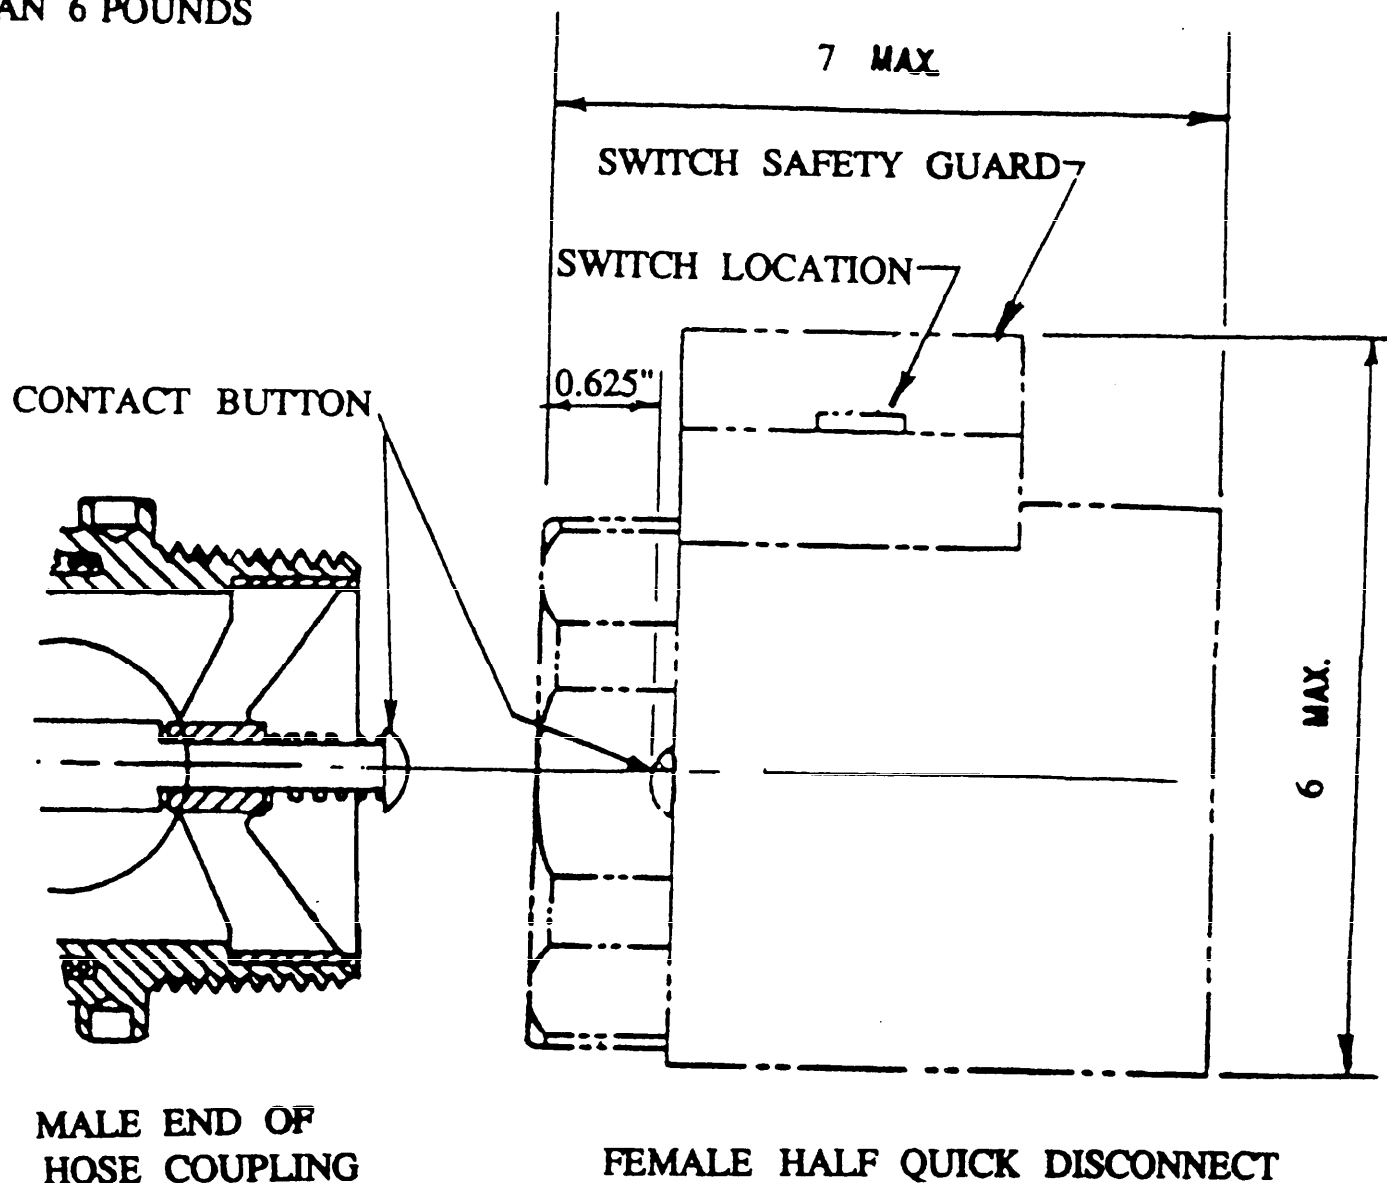 AN 6 POUNDS
7 MAX.
SWITCH SAFETY GUARD
SWITCH LOCATION
0.625"
CONTACT BUTTON
6 MAX.
MALE END OF
HOSE COUPLING
FEMALE HALF QUICK DISCONNECT